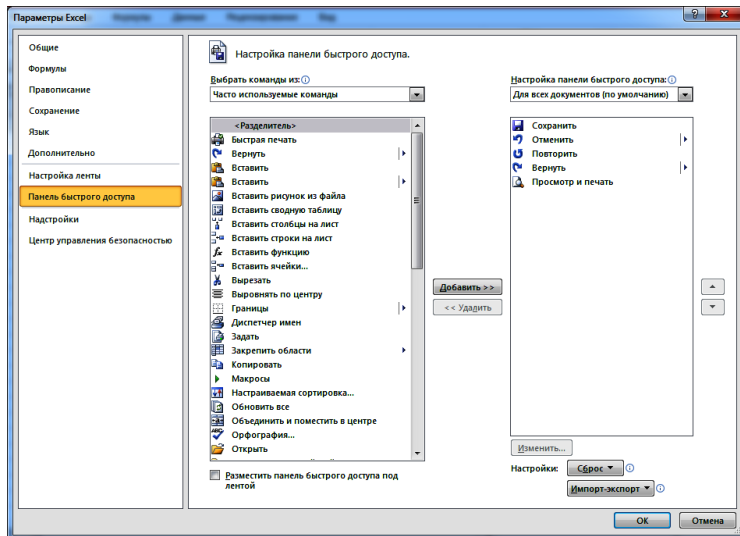 Параметры Excel
Формулы Данные Рецензирование Вид
Общие
Формулы
Правописание
Сохранение
Язык
Дополнительно
Настройка ленты
Панель быстрого доступа
Надстройки
Центр управления безопасностью
Настройка панели быстрого доступа.
Выбрать команды из:
Часто используемые команды
<Разделитель>
Быстрая печать
Вернуть
Вставить
Вставить
Вставить рисунок из файла
Вставить сводную таблицу
Вставить столбцы на лист
Вставить строки на лист
Вставить функцию
Вставить ячейки...
Вырезать
Выровнять по центру
Границы
Диспетчер имен
Задать
Закрепить области
Копировать
Макросы
Настраиваемая сортировка...
Обновить все
Объединить и поместить в центре
Орфография...
Открыть
Разместить панель быстрого доступа под
лентой
Добавить >>
<< Удалить
Настройка панели быстрого доступа:
Для всех документов (по умолчанию)
Сохранить
Отменить
Повторить
Вернуть
Просмотр и печать
Изменить...
Настройки: Сброс
Импорт-экспорт
ОК Отмена